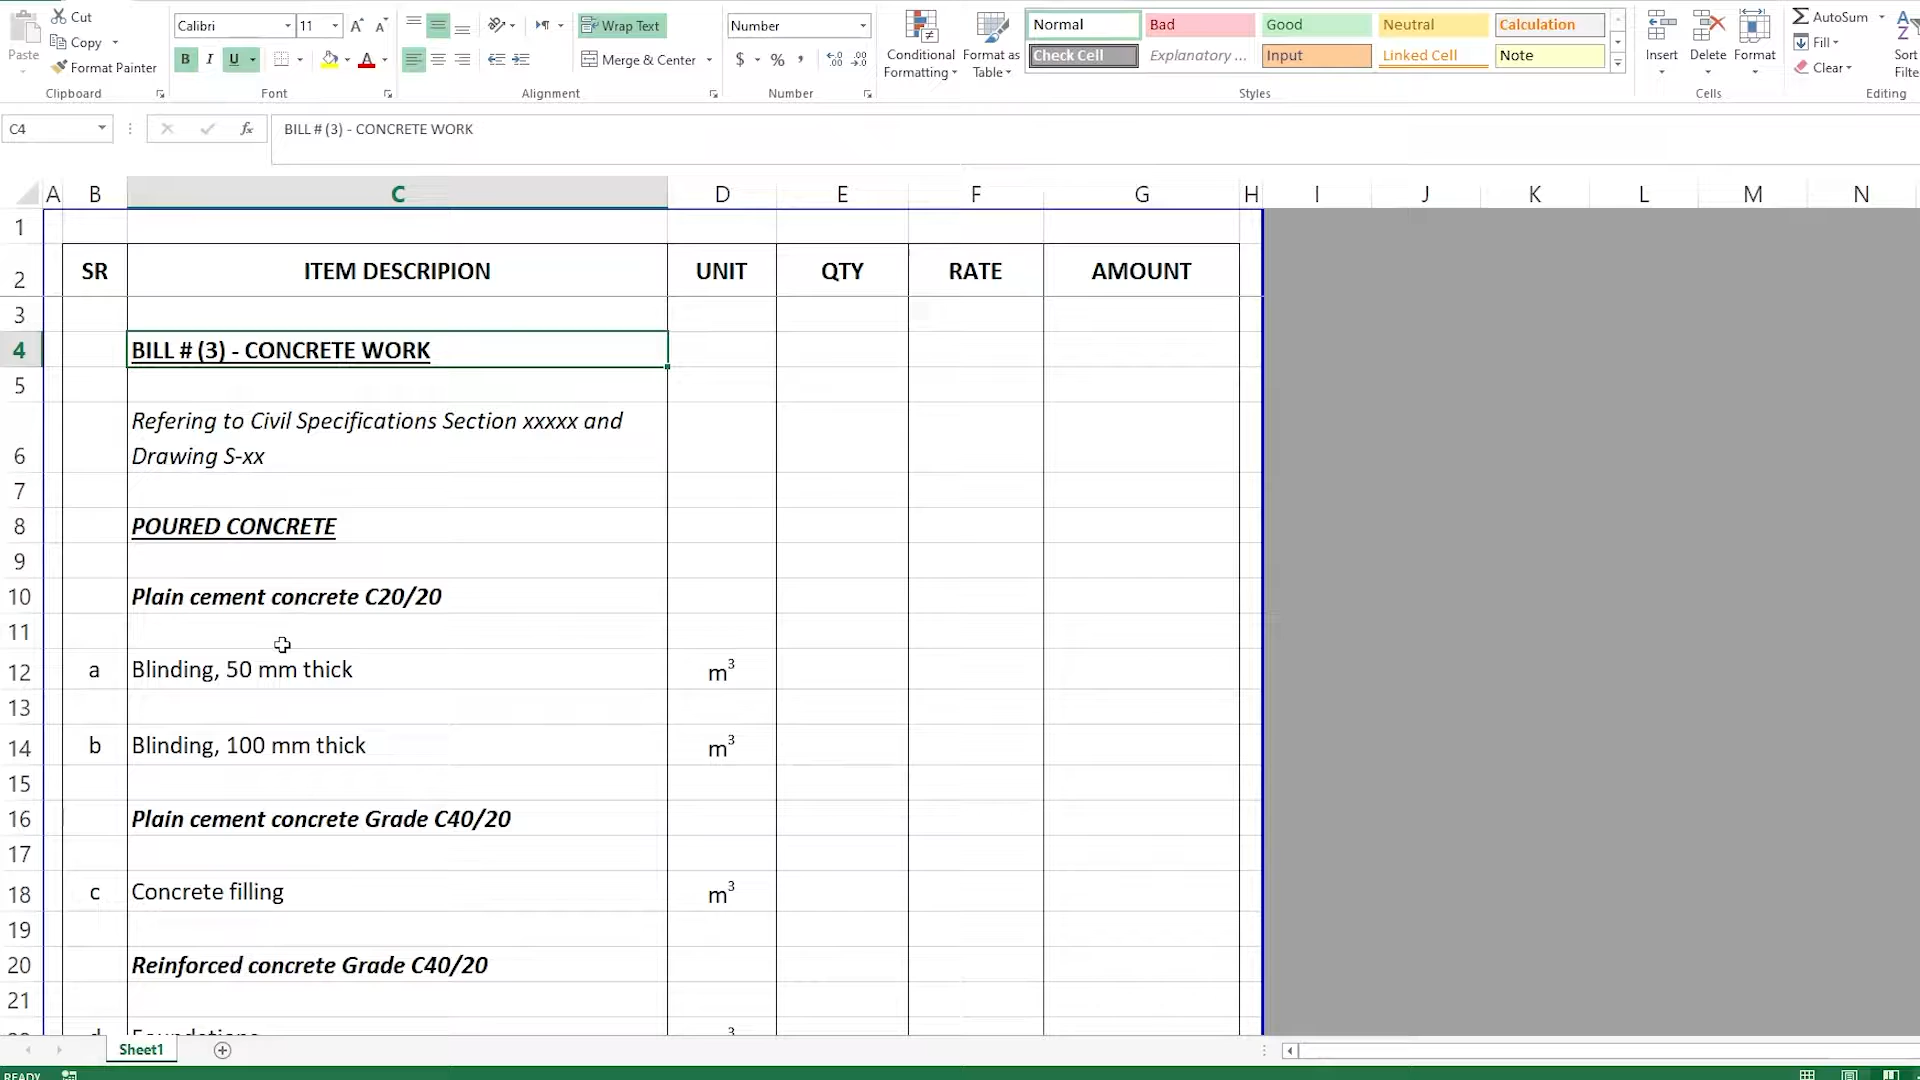 Paste
Cut
Copy
Format Painter
Clipboard
Calibri
11
B I U
Font
Wrap Text
Merge & Center
Alignment
Number
$ % ,
Number
Conditional
Formatting
Format as
Table
Normal
Bad
Good
Neutral
Calculation
Check Cell
Explanatory ...
Input
Linked Cell
Note
Styles
Insert
Delete
Format
Cells
AutoSum
Fill
Clear
Sort
Filte
Editing
C4
fx
BILL # (3) - CONCRETE WORK
A B C D E F G H I J K L M N
1
2 SR ITEM DESCRIPION UNIT QTY RATE AMOUNT
3
4 BILL # (3) - CONCRETE WORK
5
Refering to Civil Specifications Section xxxxx and
6 Drawing S-xx
7
8 POURED CONCRETE
9
10 Plain cement concrete C20/20
11
12 a Blinding, 50 mm thick m³
13
14 b Blinding, 100 mm thick m³
15
16 Plain cement concrete Grade C40/20
17
18 c Concrete filling m³
19
20 Reinforced concrete Grade C40/20
21
Sheet1
READY